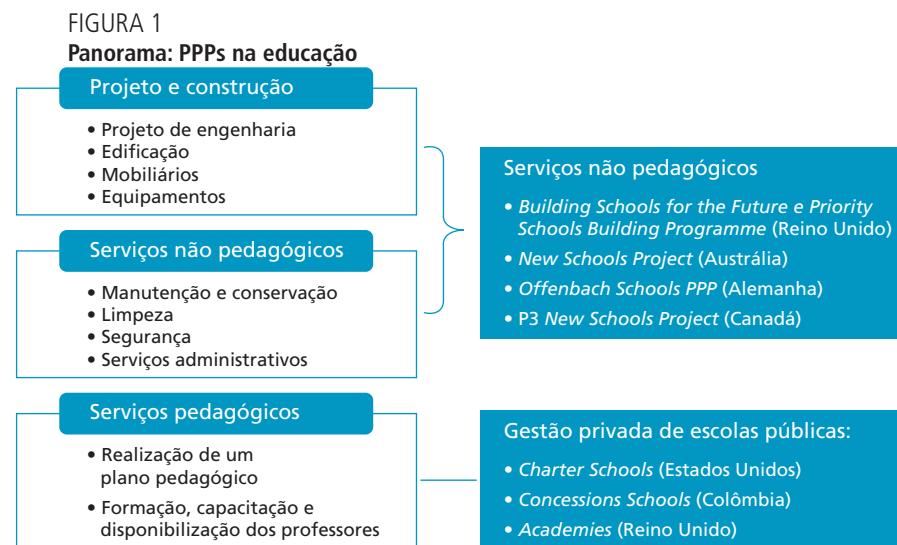 FIGURA 1
Panorama: PPPs na educação
Projeto e construção
• Projeto de engenharia
• Edificação
• Mobiliários
• Equipamentos
Serviços não pedagógicos
• Manutenção e conservação
• Limpeza
• Segurança
• Serviços administrativos
Serviços pedagógicos
• Realização de um
plano pedagógico
• Formação, capacitação e
disponibilização dos professores
Serviços não pedagógicos
• Building Schools for the Future e Priority
Schools Building Programme (Reino Unido)
• New Schools Project (Austrália)
• Offenbach Schools PPP (Alemanha)
• P3 New Schools Project (Canadá)
Gestão privada de escolas públicas:
• Charter Schools (Estados Unidos)
• Concessions Schools (Colômbia)
• Academies (Reino Unido)